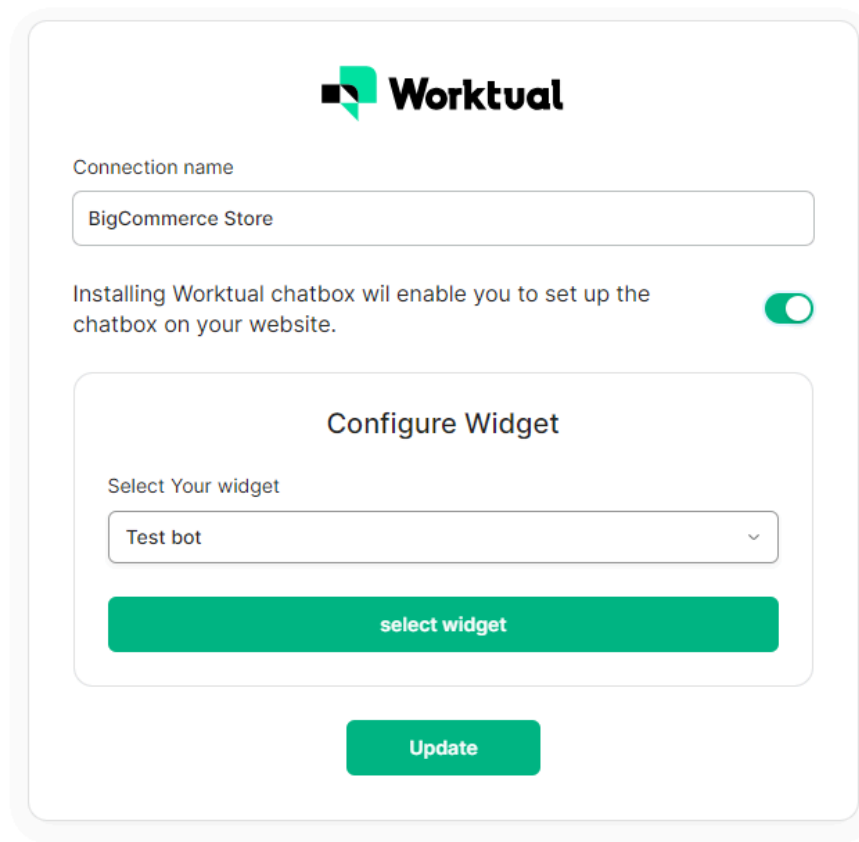 Worktual
Connection name
BigCommerce Store
Installing Worktual chatbox wil enable you to set up the
chatbox on your website.
Configure Widget
Select Your widget
Test bot
select widget
Update